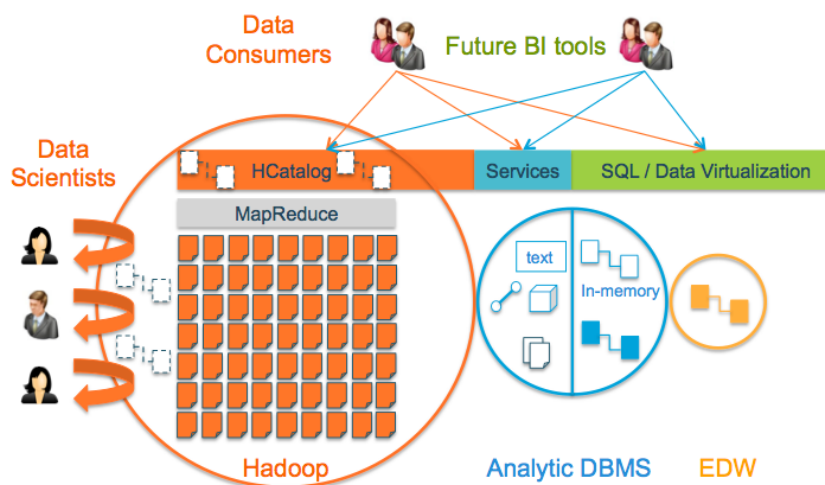 Data
Consumers
Future BI tools
Data
Scientists
HCatalog
Services
SQL / Data Virtualization
MapReduce
text
In-memory
Hadoop
Analytic DBMS
EDW